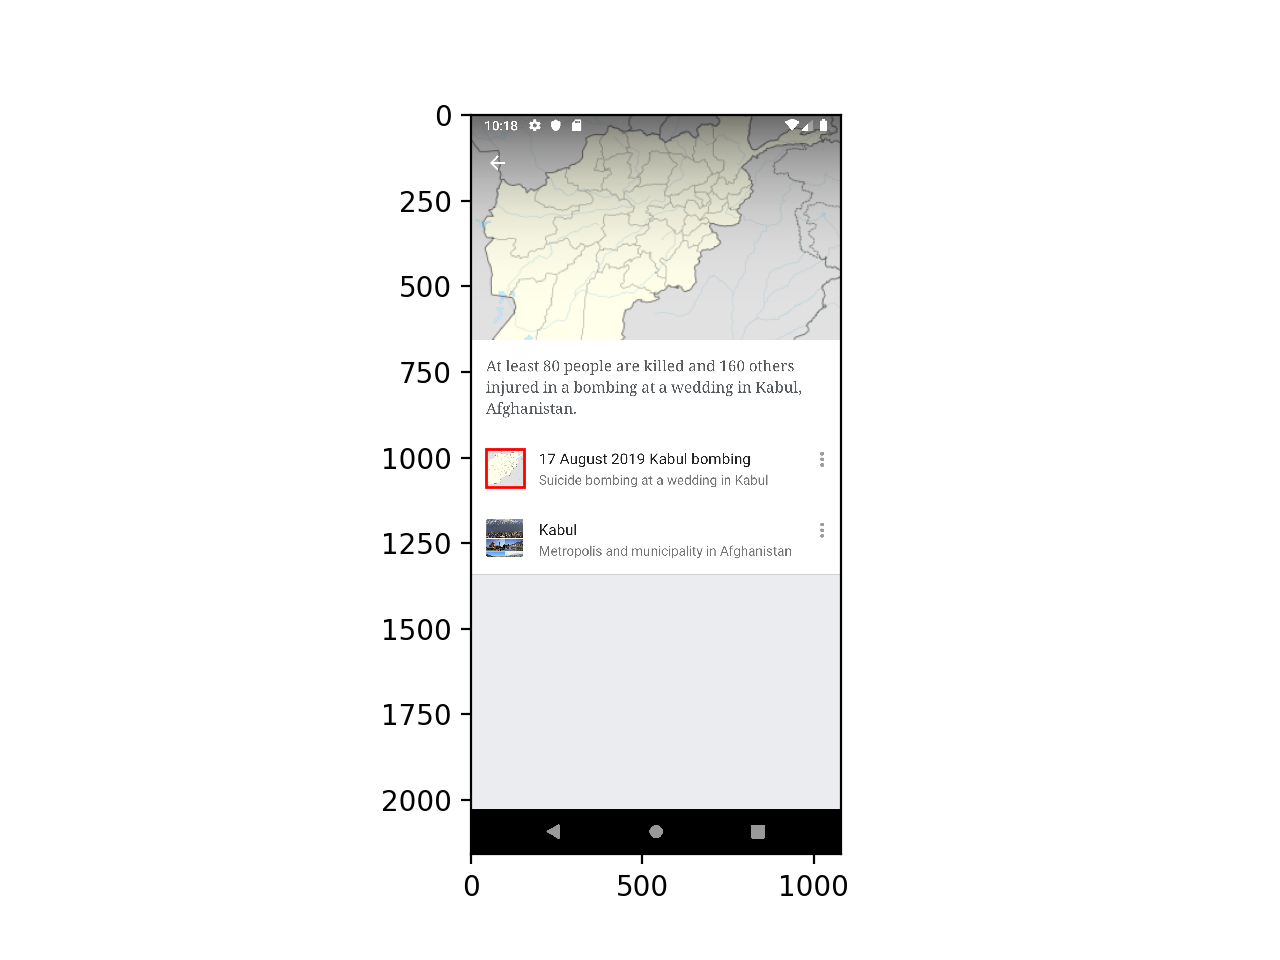 0
10:18
250
500
750
At least 80 people are killed and 160 others
injured in a bombing at a wedding in Kabul,
Afghanistan.
1000
17 August 2019 Kabul bombing
Suicide bombing at a wedding in Kabul
1250
Kabul
Metropolis and municipality in Afghanistan
1500
1750
2000
0 500 1000